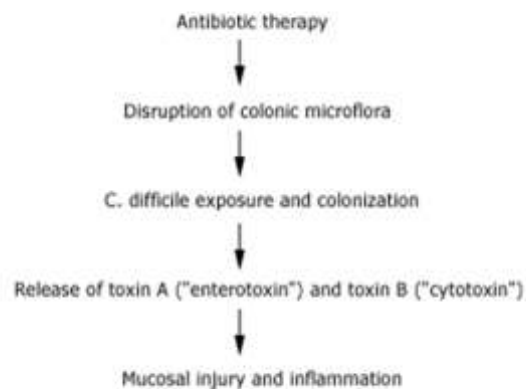 Antibiotic therapy
Disruption of colonic microflora
C. difficile exposure and colonization
Release of toxin A ("enterotoxin") and toxin B ("cytotoxin")
Mucosal injury and inflammation